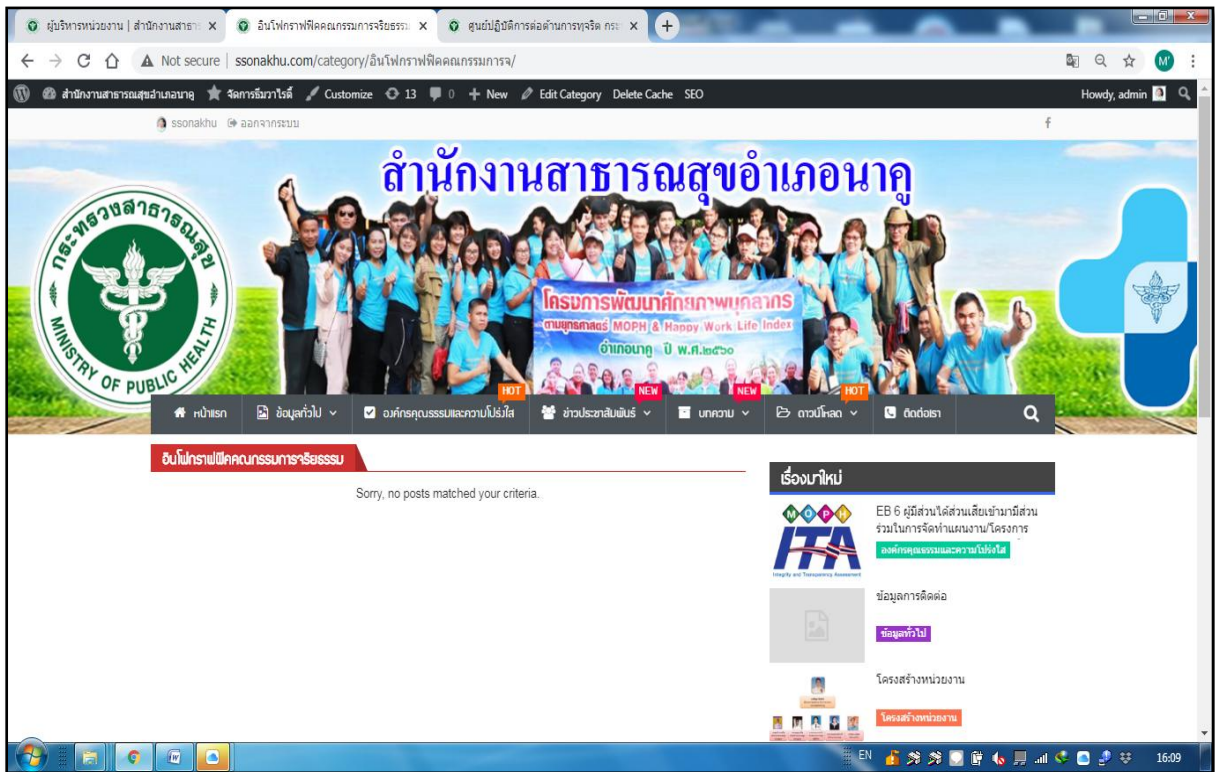 ผู้บริหารหน่วยงาน | สำนักงานสาธาร
อินโฟกราฟฟิคคณกรรมการจริยธรรม
ศูนย์ปฏิบัติการต่อต้านการทุจริต กระ
Not secure | ssonakhu.com/category/อินโฟกราฟฟิคคณกรรมการจ/
สำนักงานสาธารณสุขอำเภอนาคู จัดการธีมวาไรตี้ Customize 13 0 + New Edit Category Delete Cache SEO Howdy, admin
ssonakhu ออกจากระบบ
สำนักงานสาธารณสุขอำเภอนาคู
กระทรวงสาธารณสุข
MINISTRY OF PUBLIC HEALTH
โครงการพัฒนาศักยภาพบุคลากร
ตามยุทธศาสตร์ MOPH & Happy Work Life Index
อำเภอนาคู ปี พ.ศ.๒๕๖๐
HOT NEW NEW HOT
หน้าแรก ข้อมูลทั่วไป องค์กรคุณธรรมและความโปร่งใส ข่าวประชาสัมพันธ์ บทความ ดาวน์โหลด ติดต่อเรา
อินโฟกราฟฟิคคณกรรมการจริยธรรม
Sorry, no posts matched your criteria.
เรื่องมาใหม่
MOPH
ITA
Integrity and Transparency Assessment
EB 6 ผู้มีส่วนได้ส่วนเสียเข้ามามีส่วน
ร่วมในการจัดทำแผนงาน/โครงการ
องค์กรคุณธรรมและความโปร่งใส
ข้อมูลการติดต่อ
ข้อมูลทั่วไป
โครงสร้างหน่วยงาน
โครงสร้างหน่วยงาน
EN 16:09